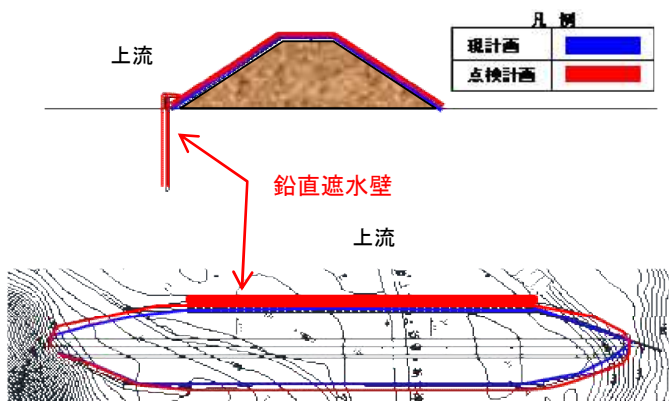 凡 例
上流
現計画
点検計画
鉛直遮水壁
上流